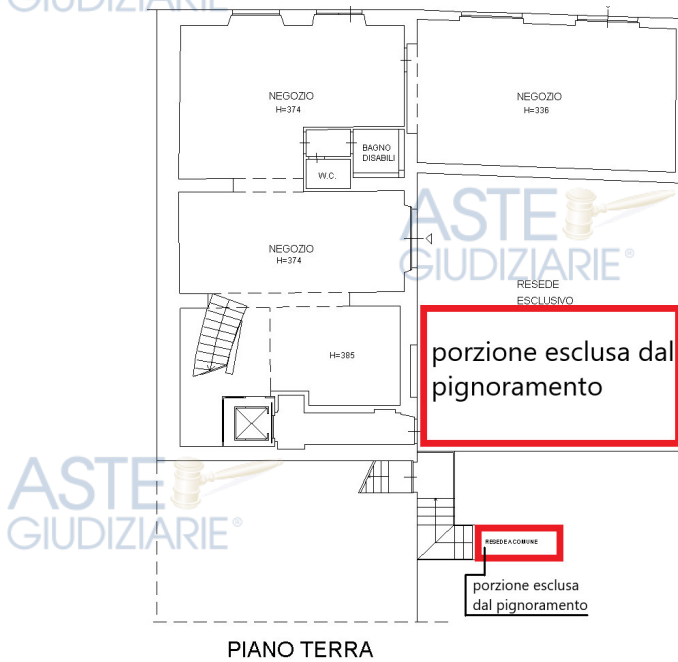 GIUDIZIARIE
NEGOZIO
H=374
NEGOZIO
H=336
BAGNO
DISABILI
W.C.
ASTE
GIUDIZIARIE®
NEGOZIO
H=374
RESEDE
ESCLUSIVO
porzione esclusa dal
pignoramento
H=385
ASTE
GIUDIZIARIE®
RESEDE A COMUNE
porzione esclusa
dal pignoramento
PIANO TERRA